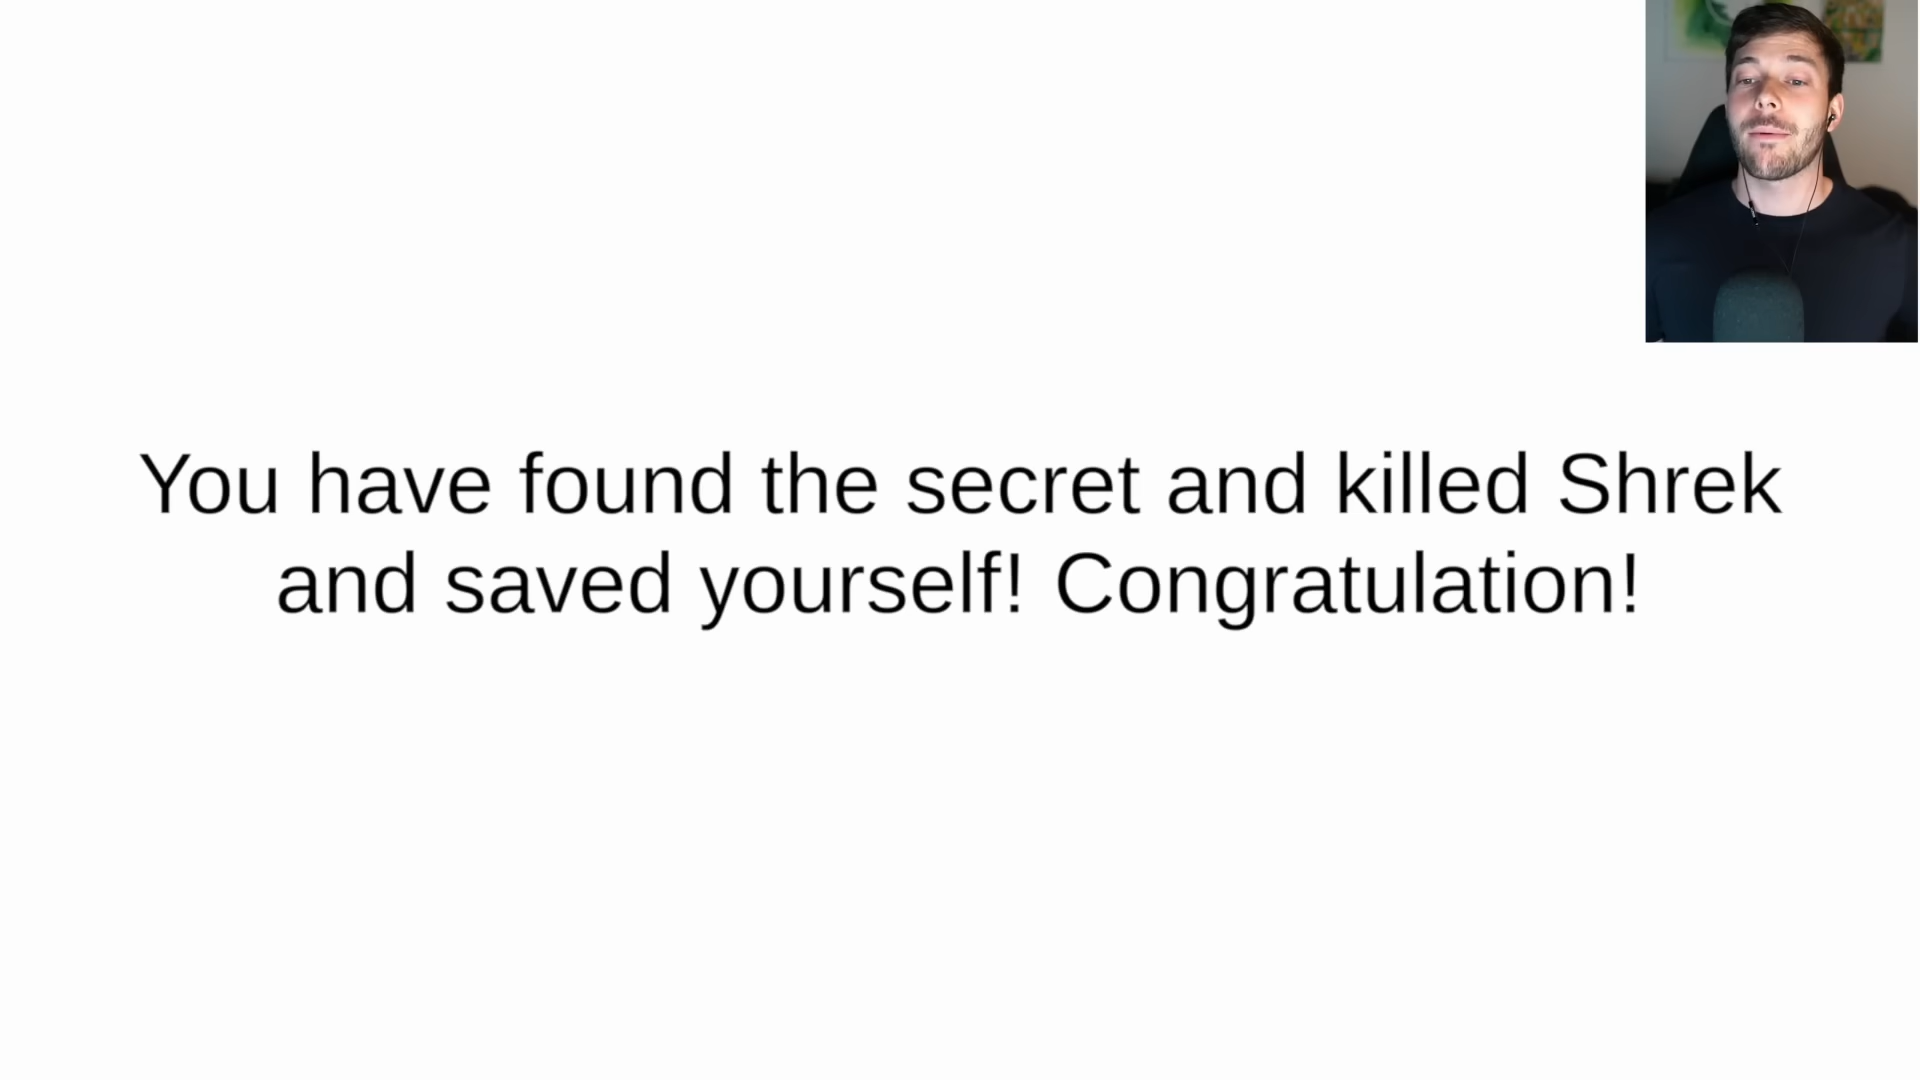 You have found the secret and killed Shrek
and saved yourself! Congratulation!